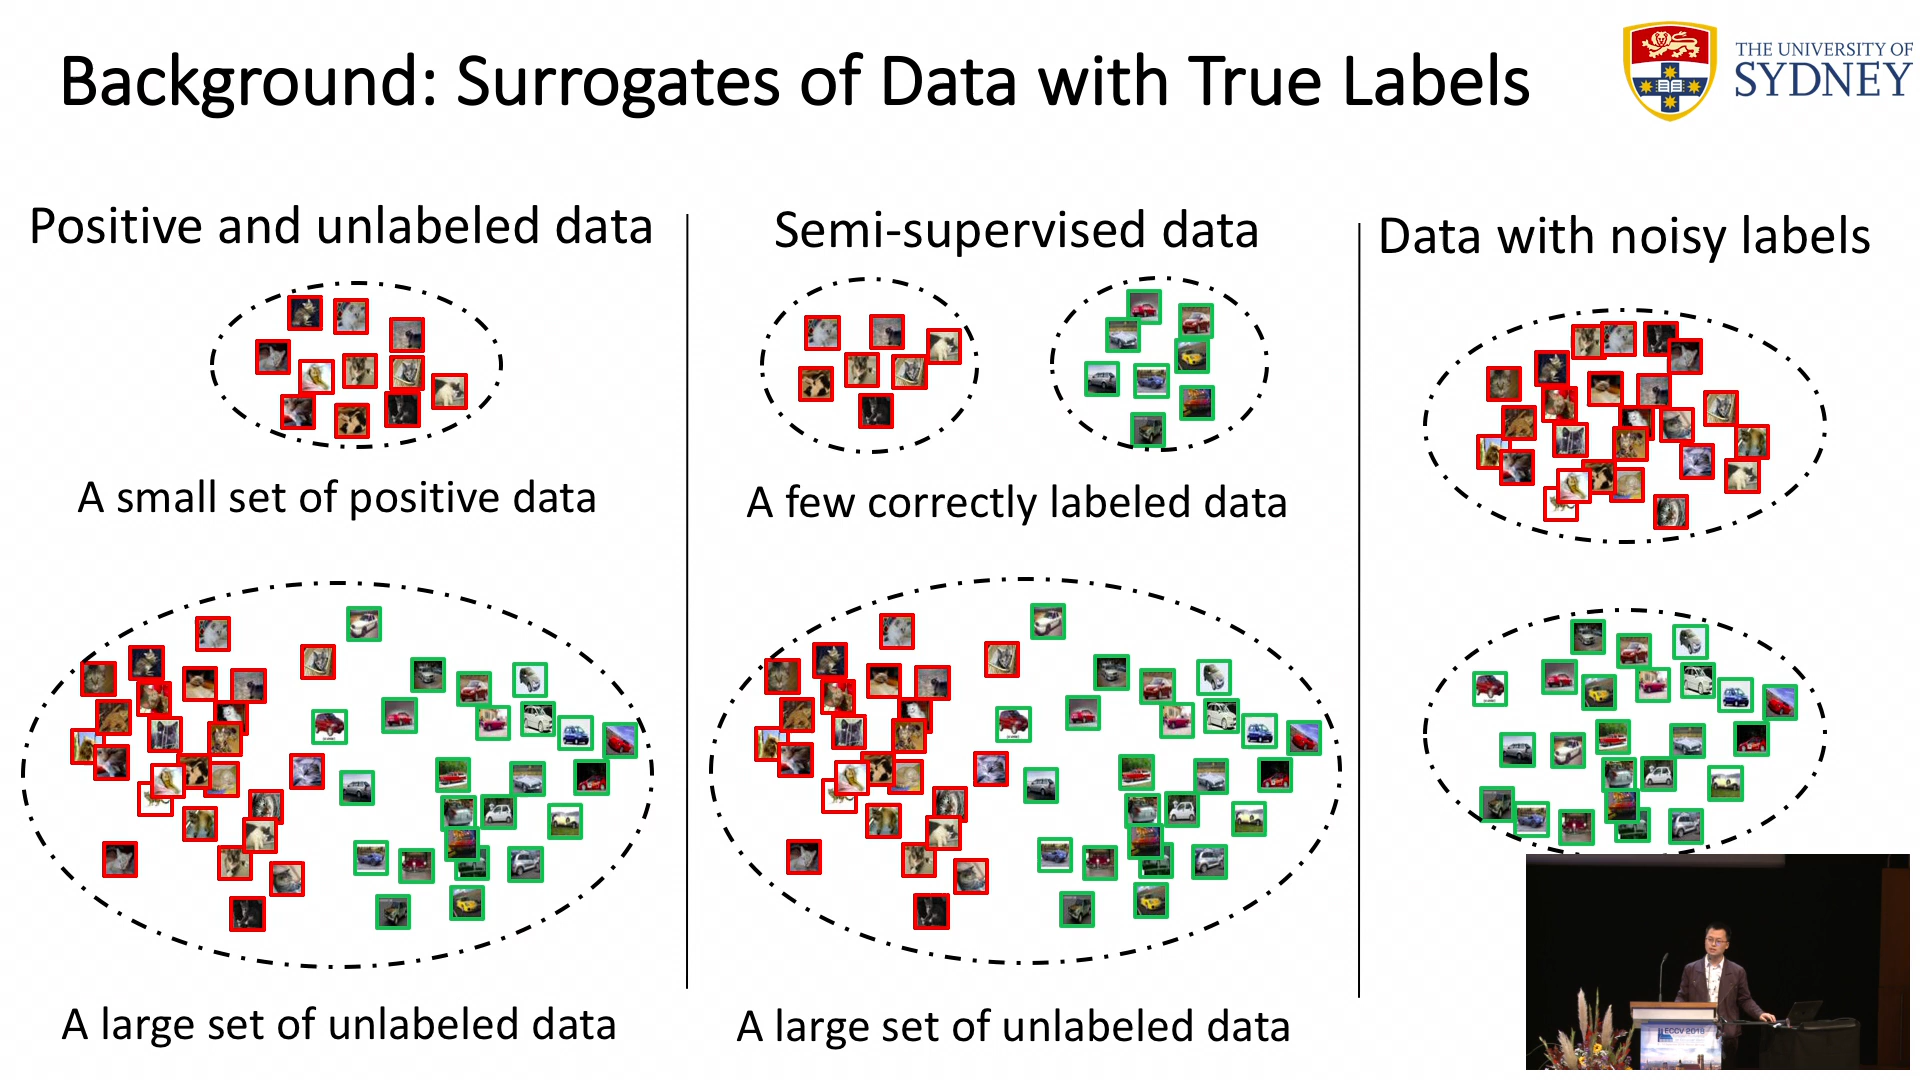 Background: Surrogates of Data with True Labels
THE UNIVERSITY OF
SYDNEY
Positive and unlabeled data
Semi-supervised data
Data with noisy labels
A small set of positive data
A few correctly labeled data
A large set of unlabeled data
A large set of unlabeled data
ECCV 2018